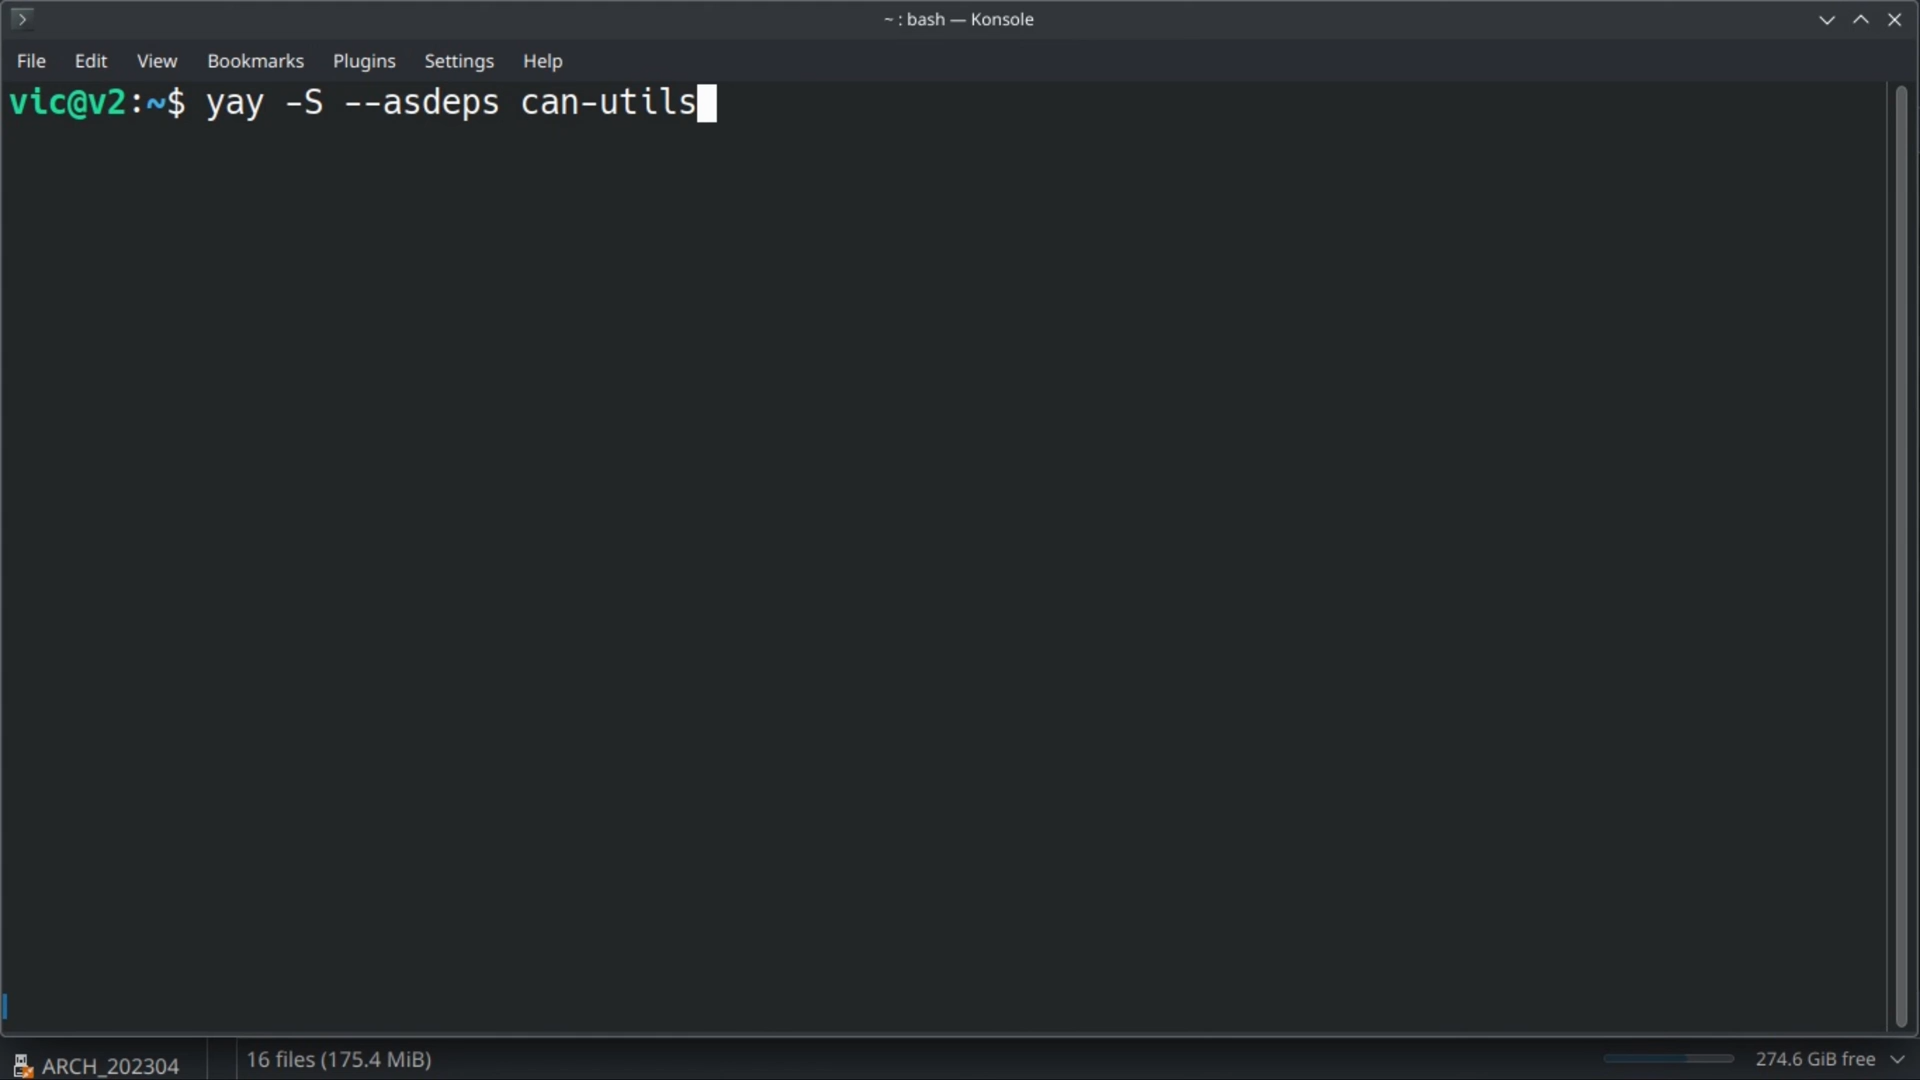 ~ : bash — Konsole
File Edit View Bookmarks Plugins Settings Help
vic@v2:~$ yay -S --asdeps can-utils
ARCH_202304 16 files (175.4 MiB) 274.6 GiB free